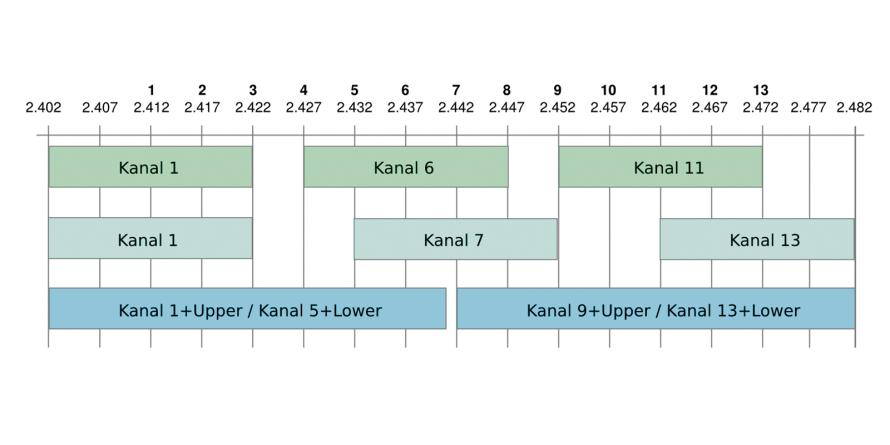 1 2 3 4 5 6 7 8 9 10 11 12 13
2.402 2.407 2.412 2.417 2.422 2.427 2.432 2.437 2.442 2.447 2.452 2.457 2.462 2.467 2.472 2.477 2.482
Kanal 1 Kanal 6 Kanal 11
Kanal 1 Kanal 7 Kanal 13
Kanal 1+Upper / Kanal 5+Lower Kanal 9+Upper / Kanal 13+Lower